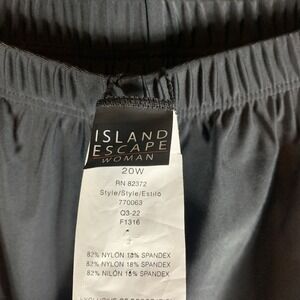 ISLAND
ESCAPE
WOMAN
20W
RN 82372
Style/Style/Estilo
770063
Q3-22
F1316
82% NYLON 18% SPANDEX
82% NYLON 18% SPANDEX
82% NILÓN 18% SPANDEX